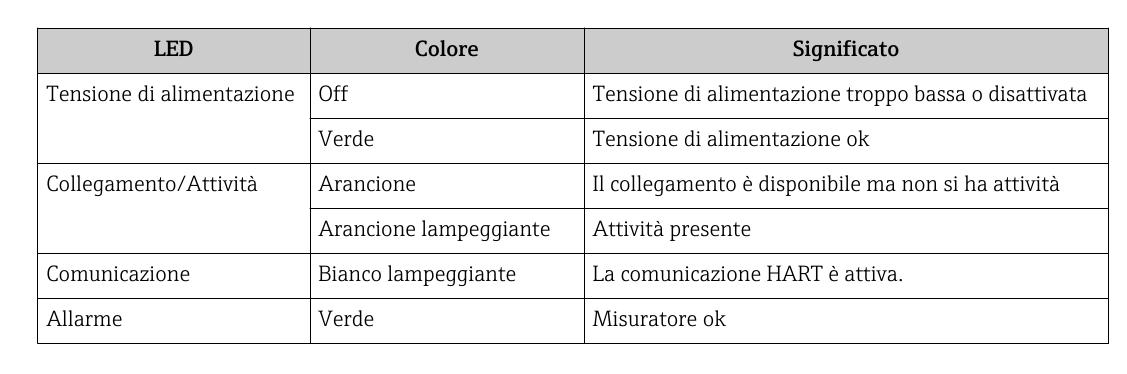 LED Colore Significato
Tensione di alimentazione Off Tensione di alimentazione troppo bassa o disattivata
Verde Tensione di alimentazione ok
Collegamento/Attività Arancione Il collegamento è disponibile ma non si ha attività
Arancione lampeggiante Attività presente
Comunicazione Bianco lampeggiante La comunicazione HART è attiva.
Allarme Verde Misuratore ok